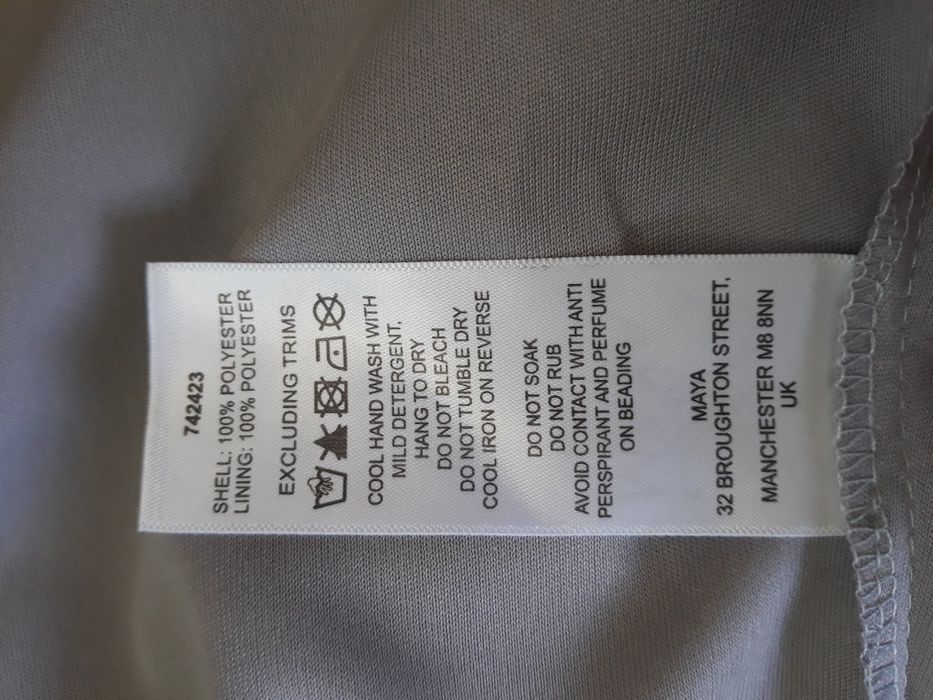 742423
SHELL: 100% POLYESTER
LINING: 100% POLYESTER
EXCLUDING TRIMS
COOL HAND WASH WITH
MILD DETERGENT,
HANG TO DRY
DO NOT BLEACH
DO NOT TUMBLE DRY
COOL IRON ON REVERSE
DO NOT SOAK
DO NOT RUB
AVOID CONTACT WITH ANTI
PERSPIRANT AND PERFUME
ON BEADING
MAYA
32 BROUGHTON STREET,
MANCHESTER M8 8NN
UK